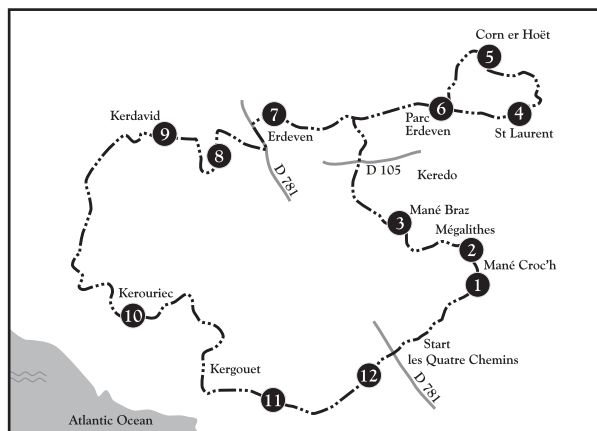 Corn er Hoët
5
Kerdavid
7
6
4
9
Parc
Erdeven
St Laurent
Erdeven
8
D 781
D 105
Keredo
3
Mané Braz
Mégalithes
2
Mané Croc'h
1
Kerouriec
10
Start
les Quatre Chemins
Kergouet
12
D 781
11
Atlantic Ocean